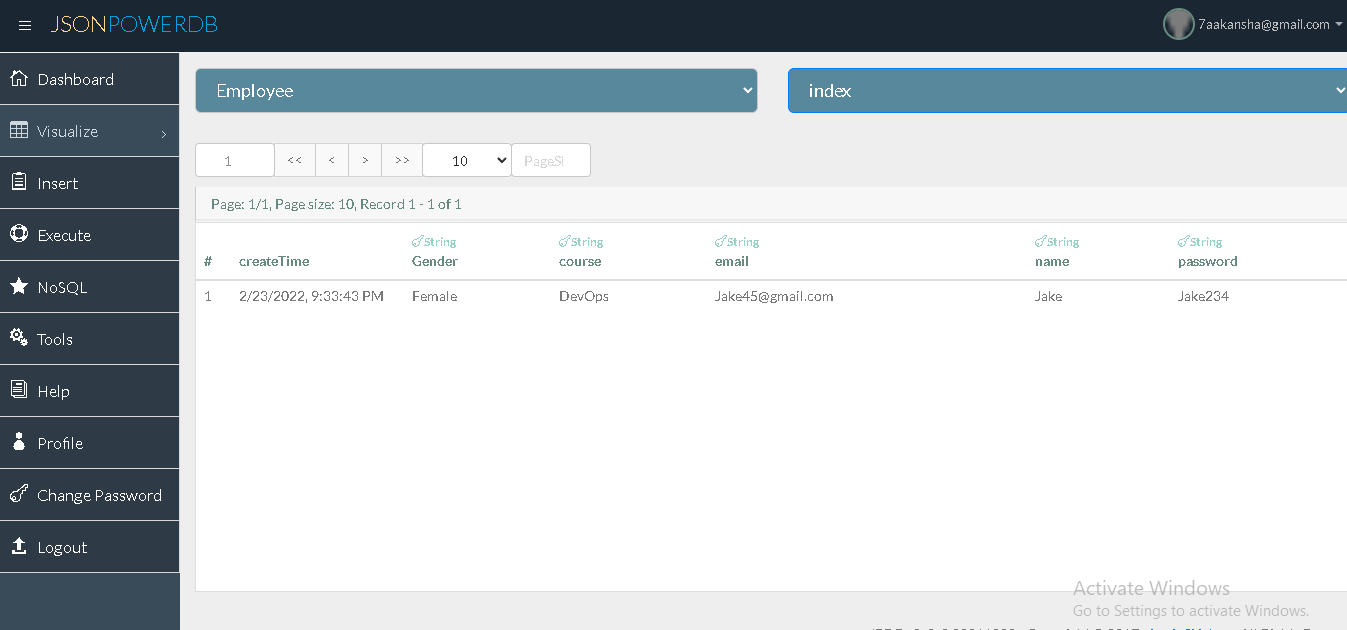 JSONPOWERDB
7aakansha@gmail.com
Dashboard
Visualize
Insert
Execute
NoSQL
Tools
Help
Profile
Change Password
Logout
Employee
index
1 << < > >> 10
Page: 1/1, Page size: 10, Record 1 - 1 of 1
String String String String String
# createTime Gender course email name password
1 2/23/2022, 9:33:43 PM Female DevOps Jake45@gmail.com Jake Jake234
Activate Windows
Go to Settings to activate Windows.